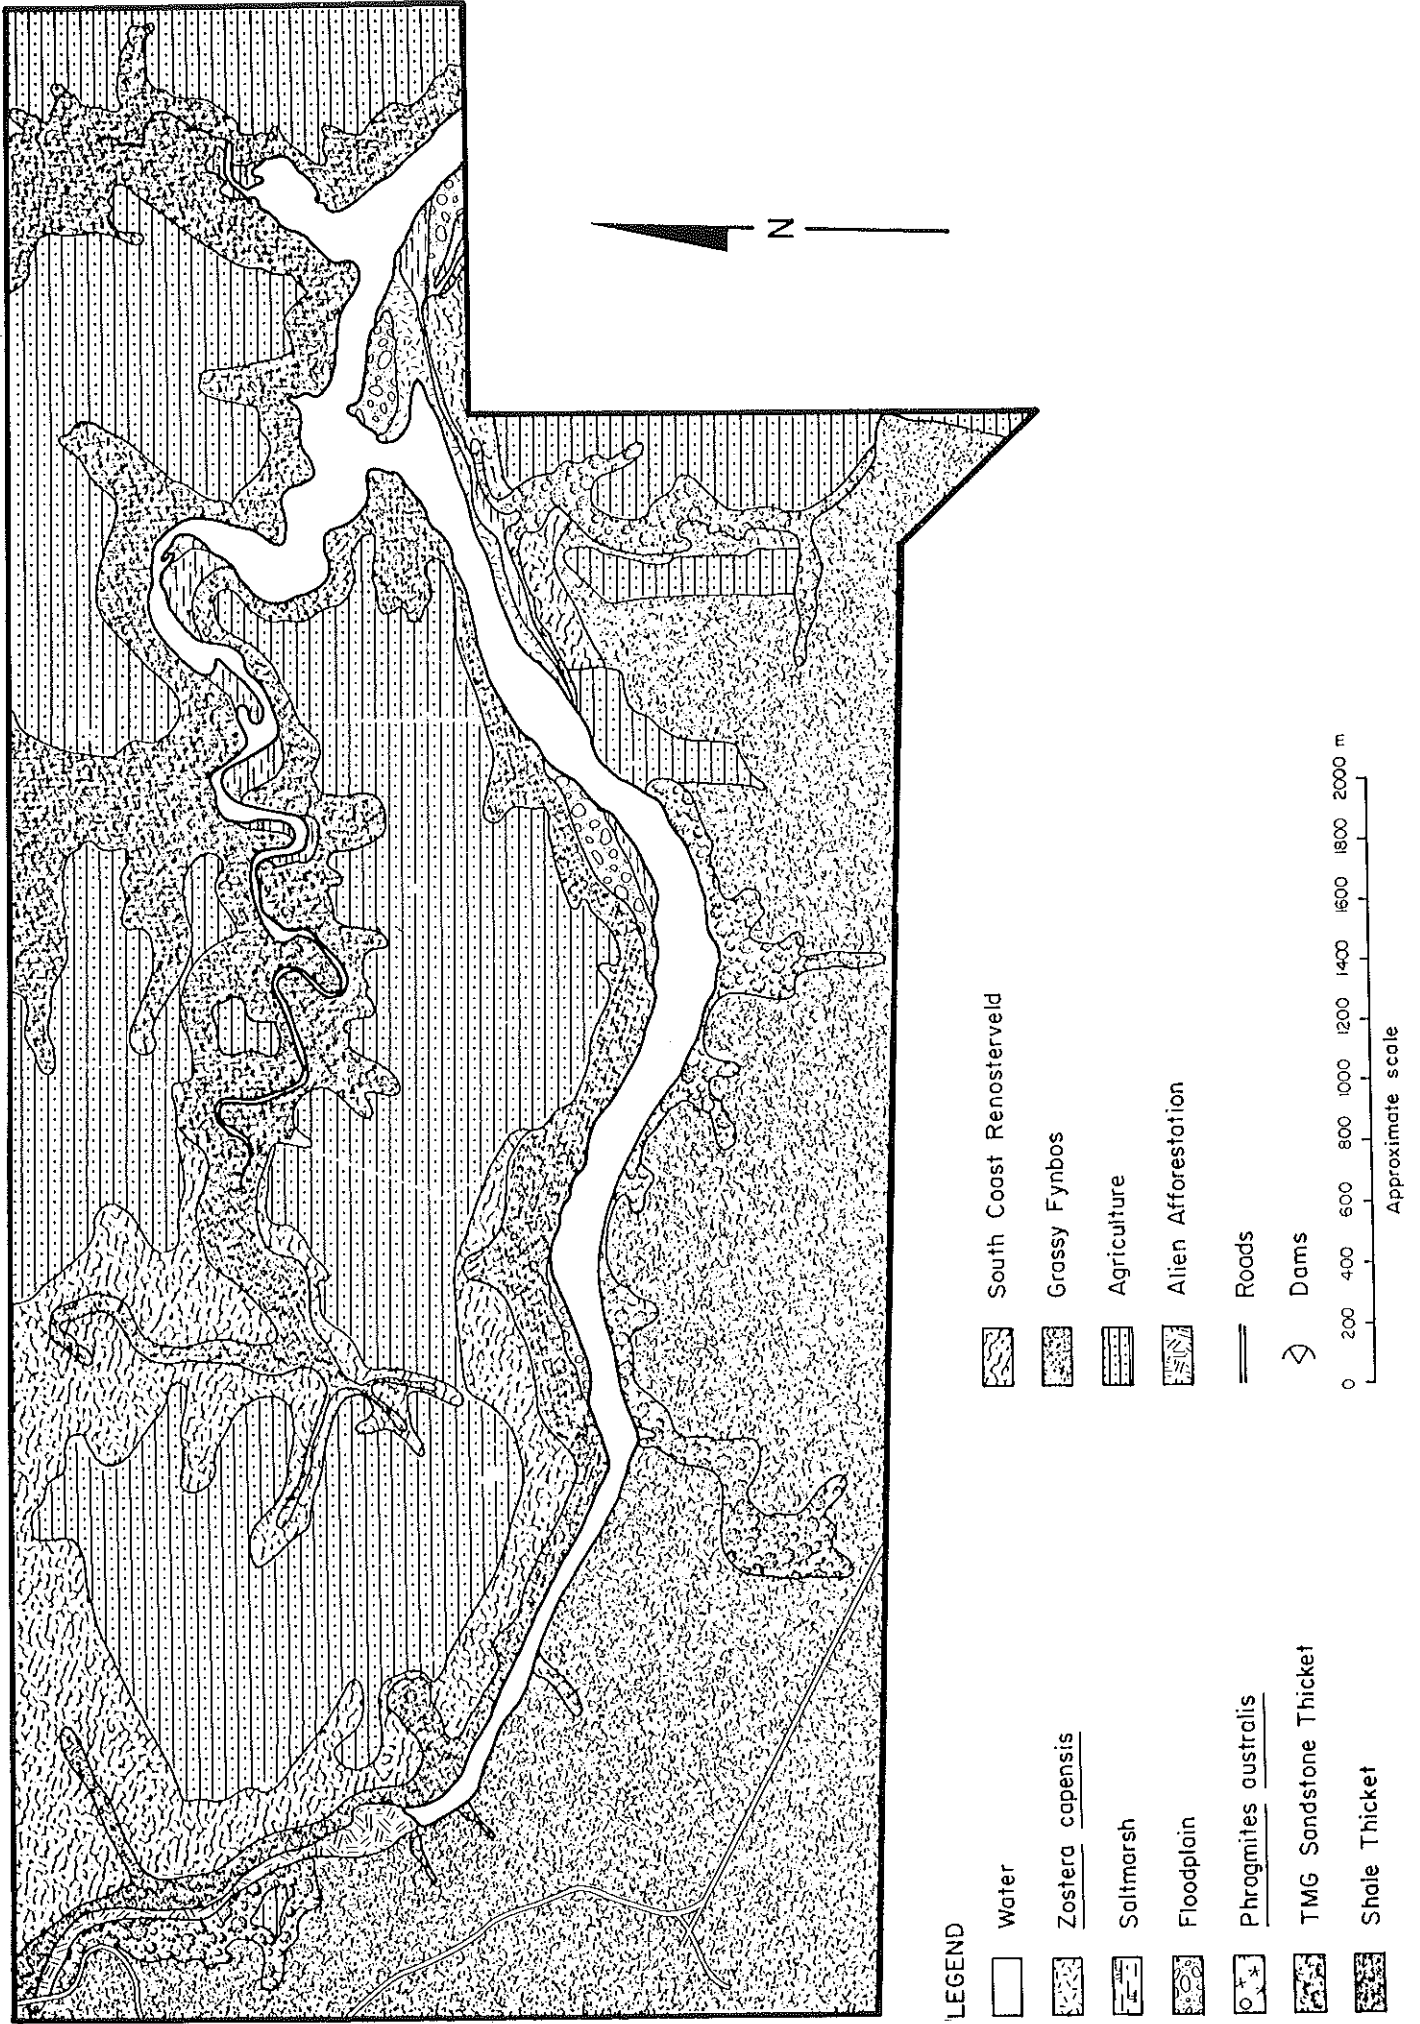 N
LEGEND
Water
Zostera capensis
Saltmarsh
Floodplain
Phragmites australis
TMG Sandstone Thicket
Shale Thicket
South Coast Renosterveld
Grassy Fynbos
Agriculture
Alien Afforestation
Roads
Dams
0 200 400 600 800 1000 1200 1400 1600 1800 2000 m
Approximate scale